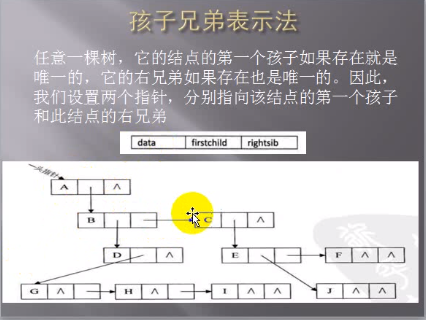 孩子兄弟表示法
任意一棵树，它的结点的第一个孩子如果存在就是
唯一的，它的右兄弟如果存在也是唯一的。因此，
我们设置两个指针，分别指向该结点的第一个孩子
和此结点的右兄弟
data firstchild rightsib
头指针
A ∧
B C ∧
D ∧ E F ∧ ∧
G ∧ H ∧ I ∧ ∧ J ∧ ∧